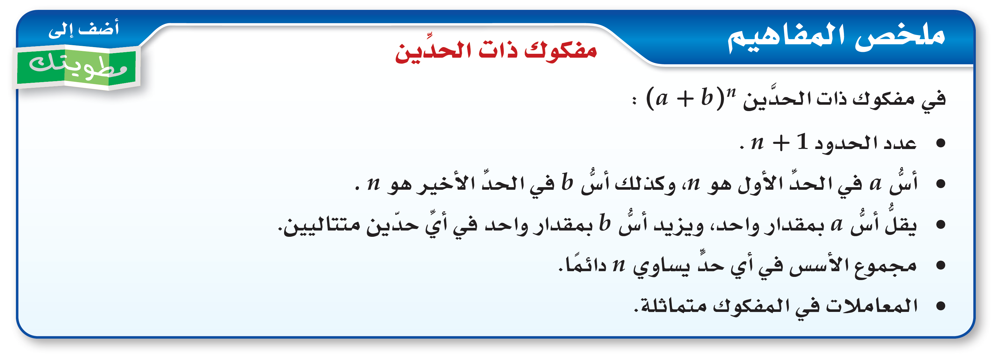 ملخص المفاهيم
أضف إلى
مطويتك
مفكوك ذات الحدِّين
في مفكوك ذات الحدَّين (a + b)ⁿ :
• عدد الحدود n + 1 .
• أسُّ a في الحدِّ الأول هو n، وكذلك أسُّ b في الحدِّ الأخير هو n .
• يقلُّ أسُّ a بمقدار واحد، ويزيد أسُّ b بمقدار واحد في أيِّ حدّين متتاليين.
• مجموع الأسس في أي حدٍّ يساوي n دائمًا.
• المعاملات في المفكوك متماثلة.